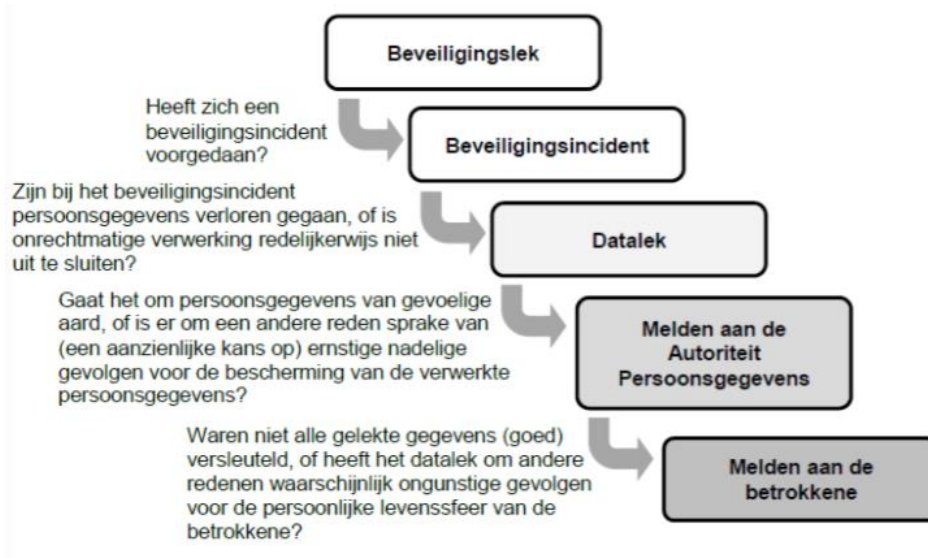 Beveiligingslek
Heeft zich een
beveiligingsincident
voorgedaan?
Beveiligingsincident
Zijn bij het beveiligingsincident
persoonsgegevens verloren gegaan, of is
onrechtmatige verwerking redelijkerwijs niet
uit te sluiten?
Datalek
Gaat het om persoonsgegevens van gevoelige
aard, of is er om een andere reden sprake van
(een aanzienlijke kans op) ernstige nadelige
gevolgen voor de bescherming van de verwerkte
persoonsgegevens?
Melden aan de
Autoriteit
Persoonsgegevens
Waren niet alle gelekte gegevens (goed)
versleuteld, of heeft het datalek om andere
redenen waarschijnlijk ongunstige gevolgen
voor de persoonlijke levenssfeer van de
betrokkene?
Melden aan de
betrokkene